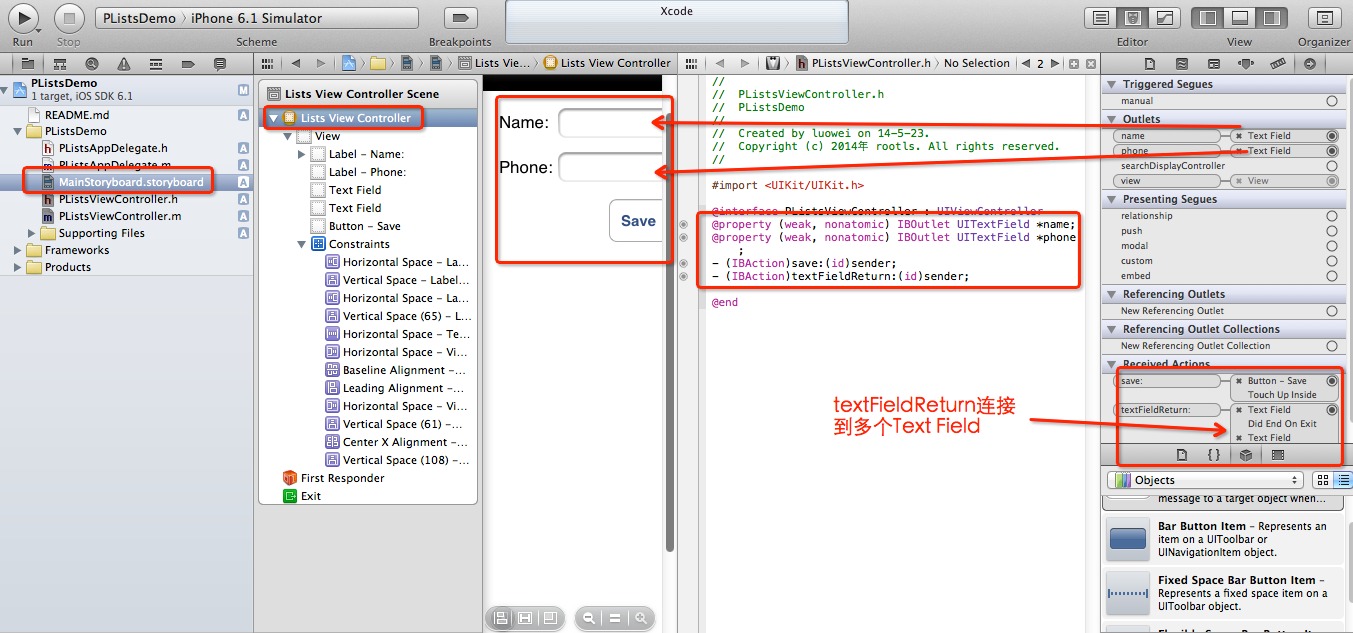 Xcode
PListsDemo 〉 iPhone 6.1 Simulator
Run
Stop
Scheme
Breakpoints
Editor
View
Organizer
Lists Vie...
Lists View Controller
PListsViewController.h
No Selection
2
PListsDemo
1 target, iOS SDK 6.1
M
README.md
A
PListsDemo
PListsAppDelegate.h
A
PListsAppDelegate.m
A
MainStoryboard.storyboard
A
PListsViewController.h
A
PListsViewController.m
A
Supporting Files
A
Frameworks
Products
Lists View Controller Scene
Lists View Controller
View
Label – Name:
Label – Phone:
Text Field
Text Field
Button – Save
Constraints
Horizontal Space – La...
Vertical Space – Label...
Horizontal Space – La...
Vertical Space (65) – L...
Horizontal Space – Te...
Horizontal Space – Vi...
Baseline Alignment –...
Leading Alignment –...
Horizontal Space – Vi...
Vertical Space (61) –...
Center X Alignment –...
Vertical Space (108) –...
First Responder
Exit
Name:
Phone:
Save
//
//  PListsViewController.h
//  PListsDemo
//
//  Created by luowei on 14-5-23.
//  Copyright (c) 2014年 rootls. All rights reserved.
//
#import <UIKit/UIKit.h>
@interface PListsViewController : UIViewController
@property (weak, nonatomic) IBOutlet UITextField *name;
@property (weak, nonatomic) IBOutlet UITextField *phone
;
- (IBAction)save:(id)sender;
- (IBAction)textFieldReturn:(id)sender;
@end
textFieldReturn连接
到多个Text Field
Triggered Segues
manual
Outlets
name
Text Field
phone
Text Field
searchDisplayController
view
View
Presenting Segues
relationship
push
modal
custom
embed
Referencing Outlets
New Referencing Outlet
Referencing Outlet Collections
New Referencing Outlet Collection
Received Actions
save:
Button – Save
Touch Up Inside
textFieldReturn:
Text Field
Did End On Exit
Text Field
{ }
Objects
message to a target object when...
Bar Button Item – Represents an
item on a UIToolbar or
UINavigationItem object.
Fixed Space Bar Button Item –
Represents a fixed space item on a
UIToolbar object.
Flexible Space Bar Button Item